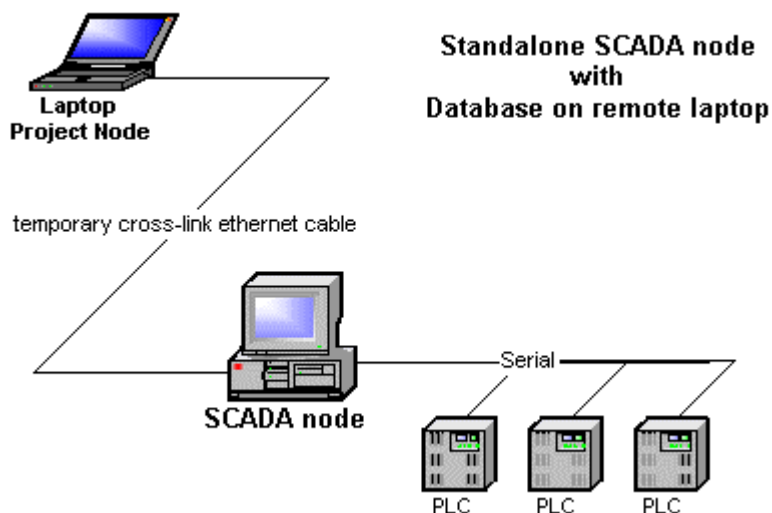 Standalone SCADA node
with
Database on remote laptop
Laptop
Project Node
temporary cross-link ethernet cable
Serial
SCADA node
PLC
PLC
PLC